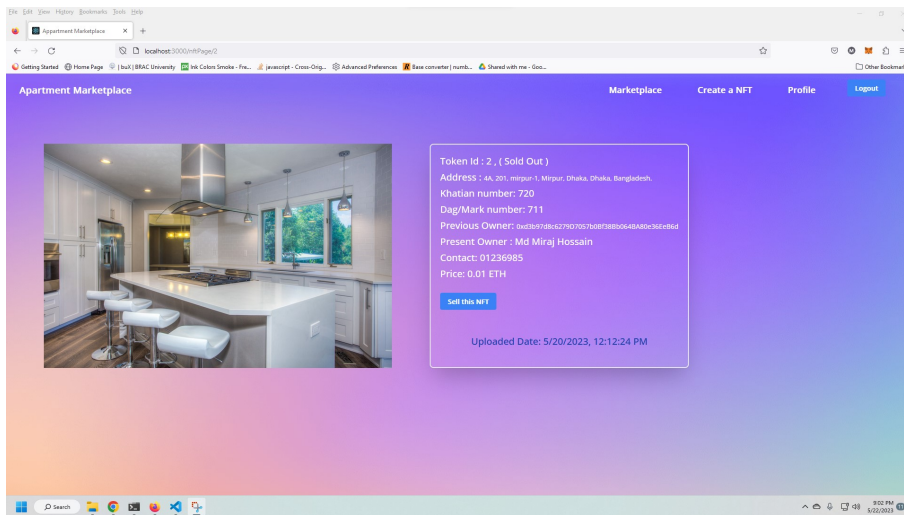 File Edit View History Bookmarks Tools Help
Appartment Marketplace
localhost:3000/nftPage/2
Getting Started Home Page | buX | BRAC University Ink Colors Smoke - Fre... javascript - Cross-Orig... Advanced Preferences Base converter | numb... Shared with me - Goo... Other Bookmar
Apartment Marketplace Marketplace Create a NFT Profile Logout
Token Id : 2 , ( Sold Out )
Address : 4A, 201, mirpur-1, Mirpur, Dhaka, Dhaka, Bangladesh.
Khatian number: 720
Dag/Mark number: 711
Previous Owner:
Present Owner : Md Miraj Hossain
Contact: 01236985
Price: 0.01 ETH
Sell this NFT
Uploaded Date: 5/20/2023, 12:12:24 PM
Search
9:02 PM
5/22/2023